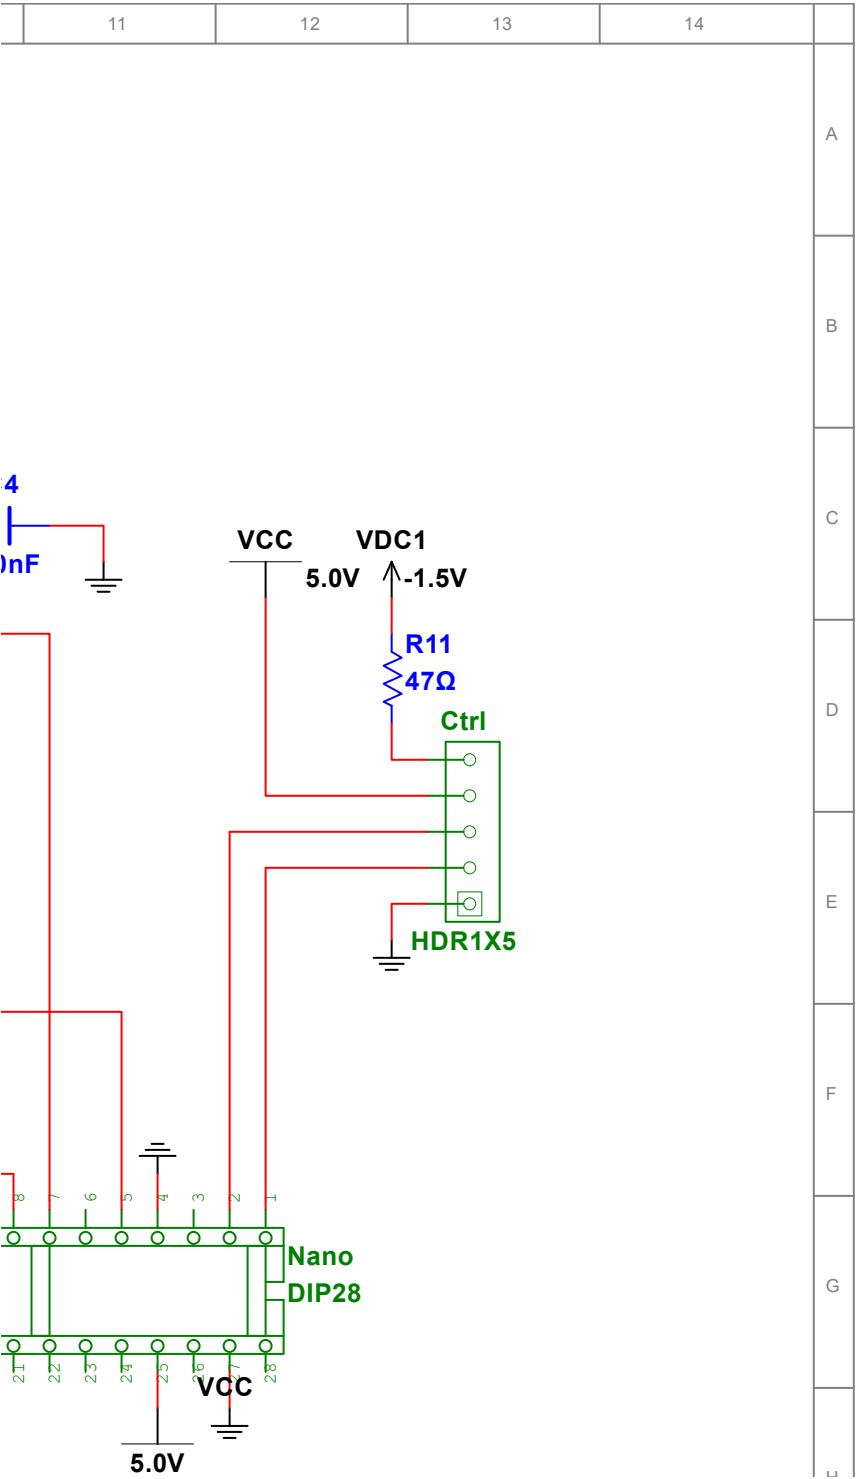 11 12 13 14
A
B
4
C
VCC VDC1
nF
5.0V -1.5V
R11
47Ω
D
Ctrl
E
HDR1X5
F
8 7 6 5 4 3 2 1
Nano
G
DIP28
21 22 23 24 25 26 27 28
VCC
5.0V